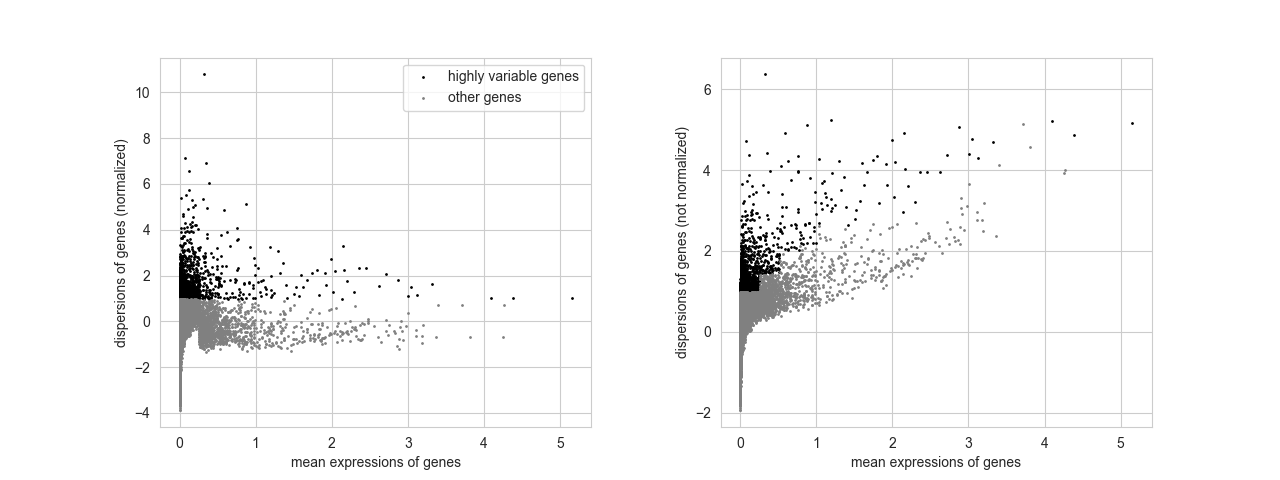 highly variable genes
other genes
dispersions of genes (normalized)
10
8
6
4
2
0
−2
−4
0 1 2 3 4 5
mean expressions of genes
dispersions of genes (not normalized)
6
4
2
0
−2
0 1 2 3 4 5
mean expressions of genes